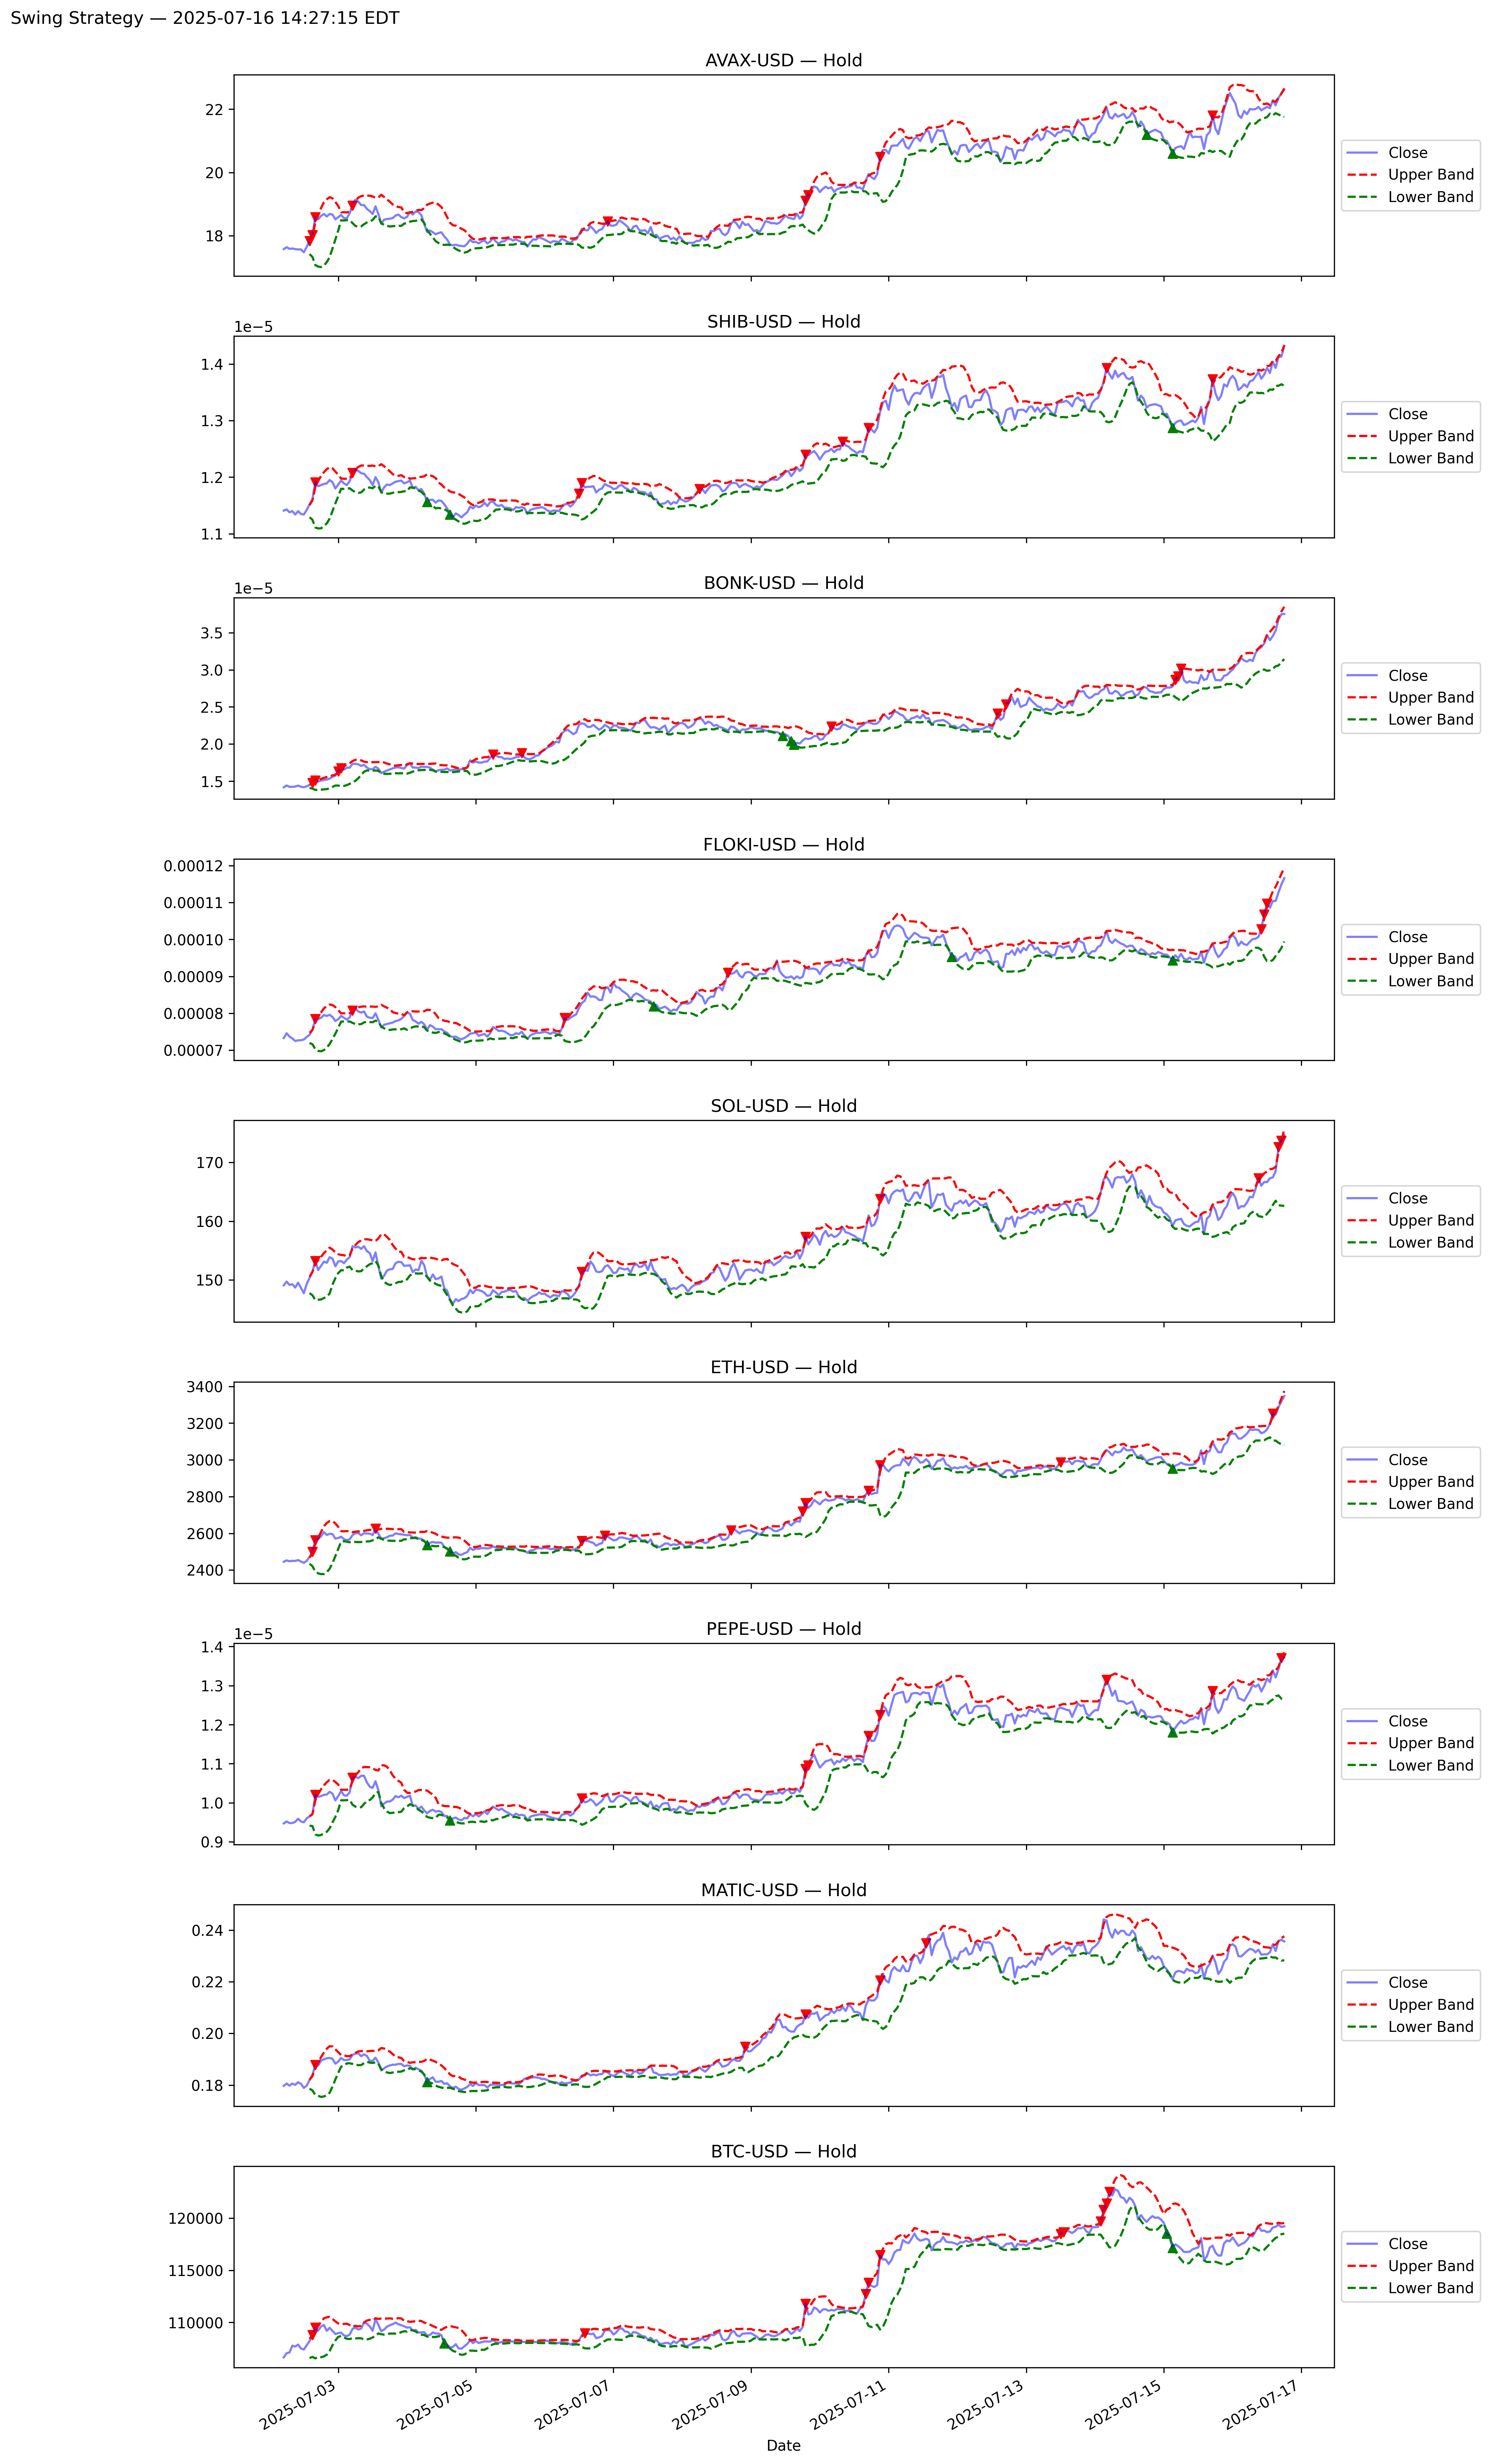 Swing Strategy — 2025-07-16 14:27:15 EDT
AVAX-USD — Hold
22
20
18
Close
Upper Band
Lower Band
SHIB-USD — Hold
1e−5
1.4
1.3
1.2
1.1
Close
Upper Band
Lower Band
BONK-USD — Hold
1e−5
3.5
3.0
2.5
2.0
1.5
Close
Upper Band
Lower Band
FLOKI-USD — Hold
0.00012
0.00011
0.00010
0.00009
0.00008
0.00007
Close
Upper Band
Lower Band
SOL-USD — Hold
170
160
150
Close
Upper Band
Lower Band
ETH-USD — Hold
3400
3200
3000
2800
2600
2400
Close
Upper Band
Lower Band
PEPE-USD — Hold
1e−5
1.4
1.3
1.2
1.1
1.0
0.9
Close
Upper Band
Lower Band
MATIC-USD — Hold
0.24
0.22
0.20
0.18
Close
Upper Band
Lower Band
BTC-USD — Hold
120000
115000
110000
Close
Upper Band
Lower Band
2025-07-03
2025-07-05
2025-07-07
2025-07-09
2025-07-11
2025-07-13
2025-07-15
2025-07-17
Date